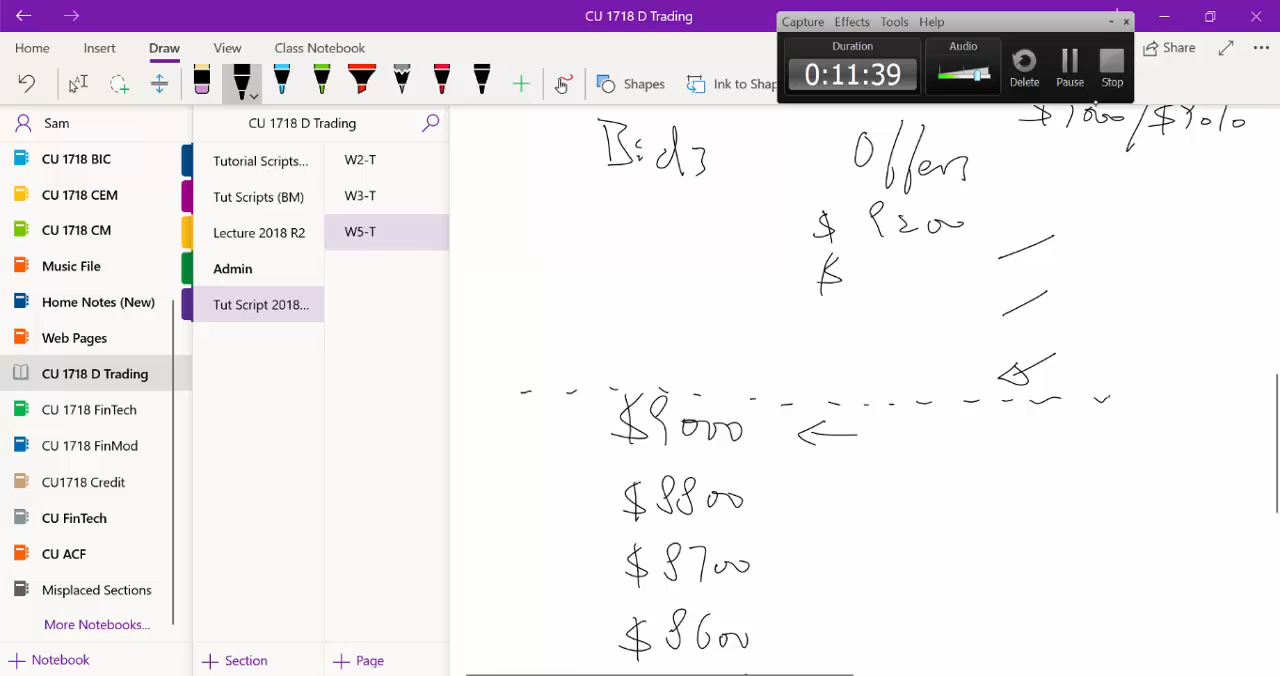 CU 1718 D Trading
Capture Effects Tools Help
Duration
0:11:39
Audio
Delete
Pause
Stop
Home
Insert
Draw
View
Class Notebook
Share
Shapes
Ink to Shap
Sam
CU 1718 BIC
CU 1718 CEM
CU 1718 CM
Music File
Home Notes (New)
Web Pages
CU 1718 D Trading
CU 1718 FinTech
CU 1718 FinMod
CU1718 Credit
CU FinTech
CU ACF
Misplaced Sections
More Notebooks...
Notebook
CU 1718 D Trading
Tutorial Scripts...
Tut Scripts (BM)
Lecture 2018 R2
Admin
Tut Script 2018...
Section
W2-T
W3-T
W5-T
Page
Bids
Offers
$9200
$
$9000
$8800
$8700
$8600